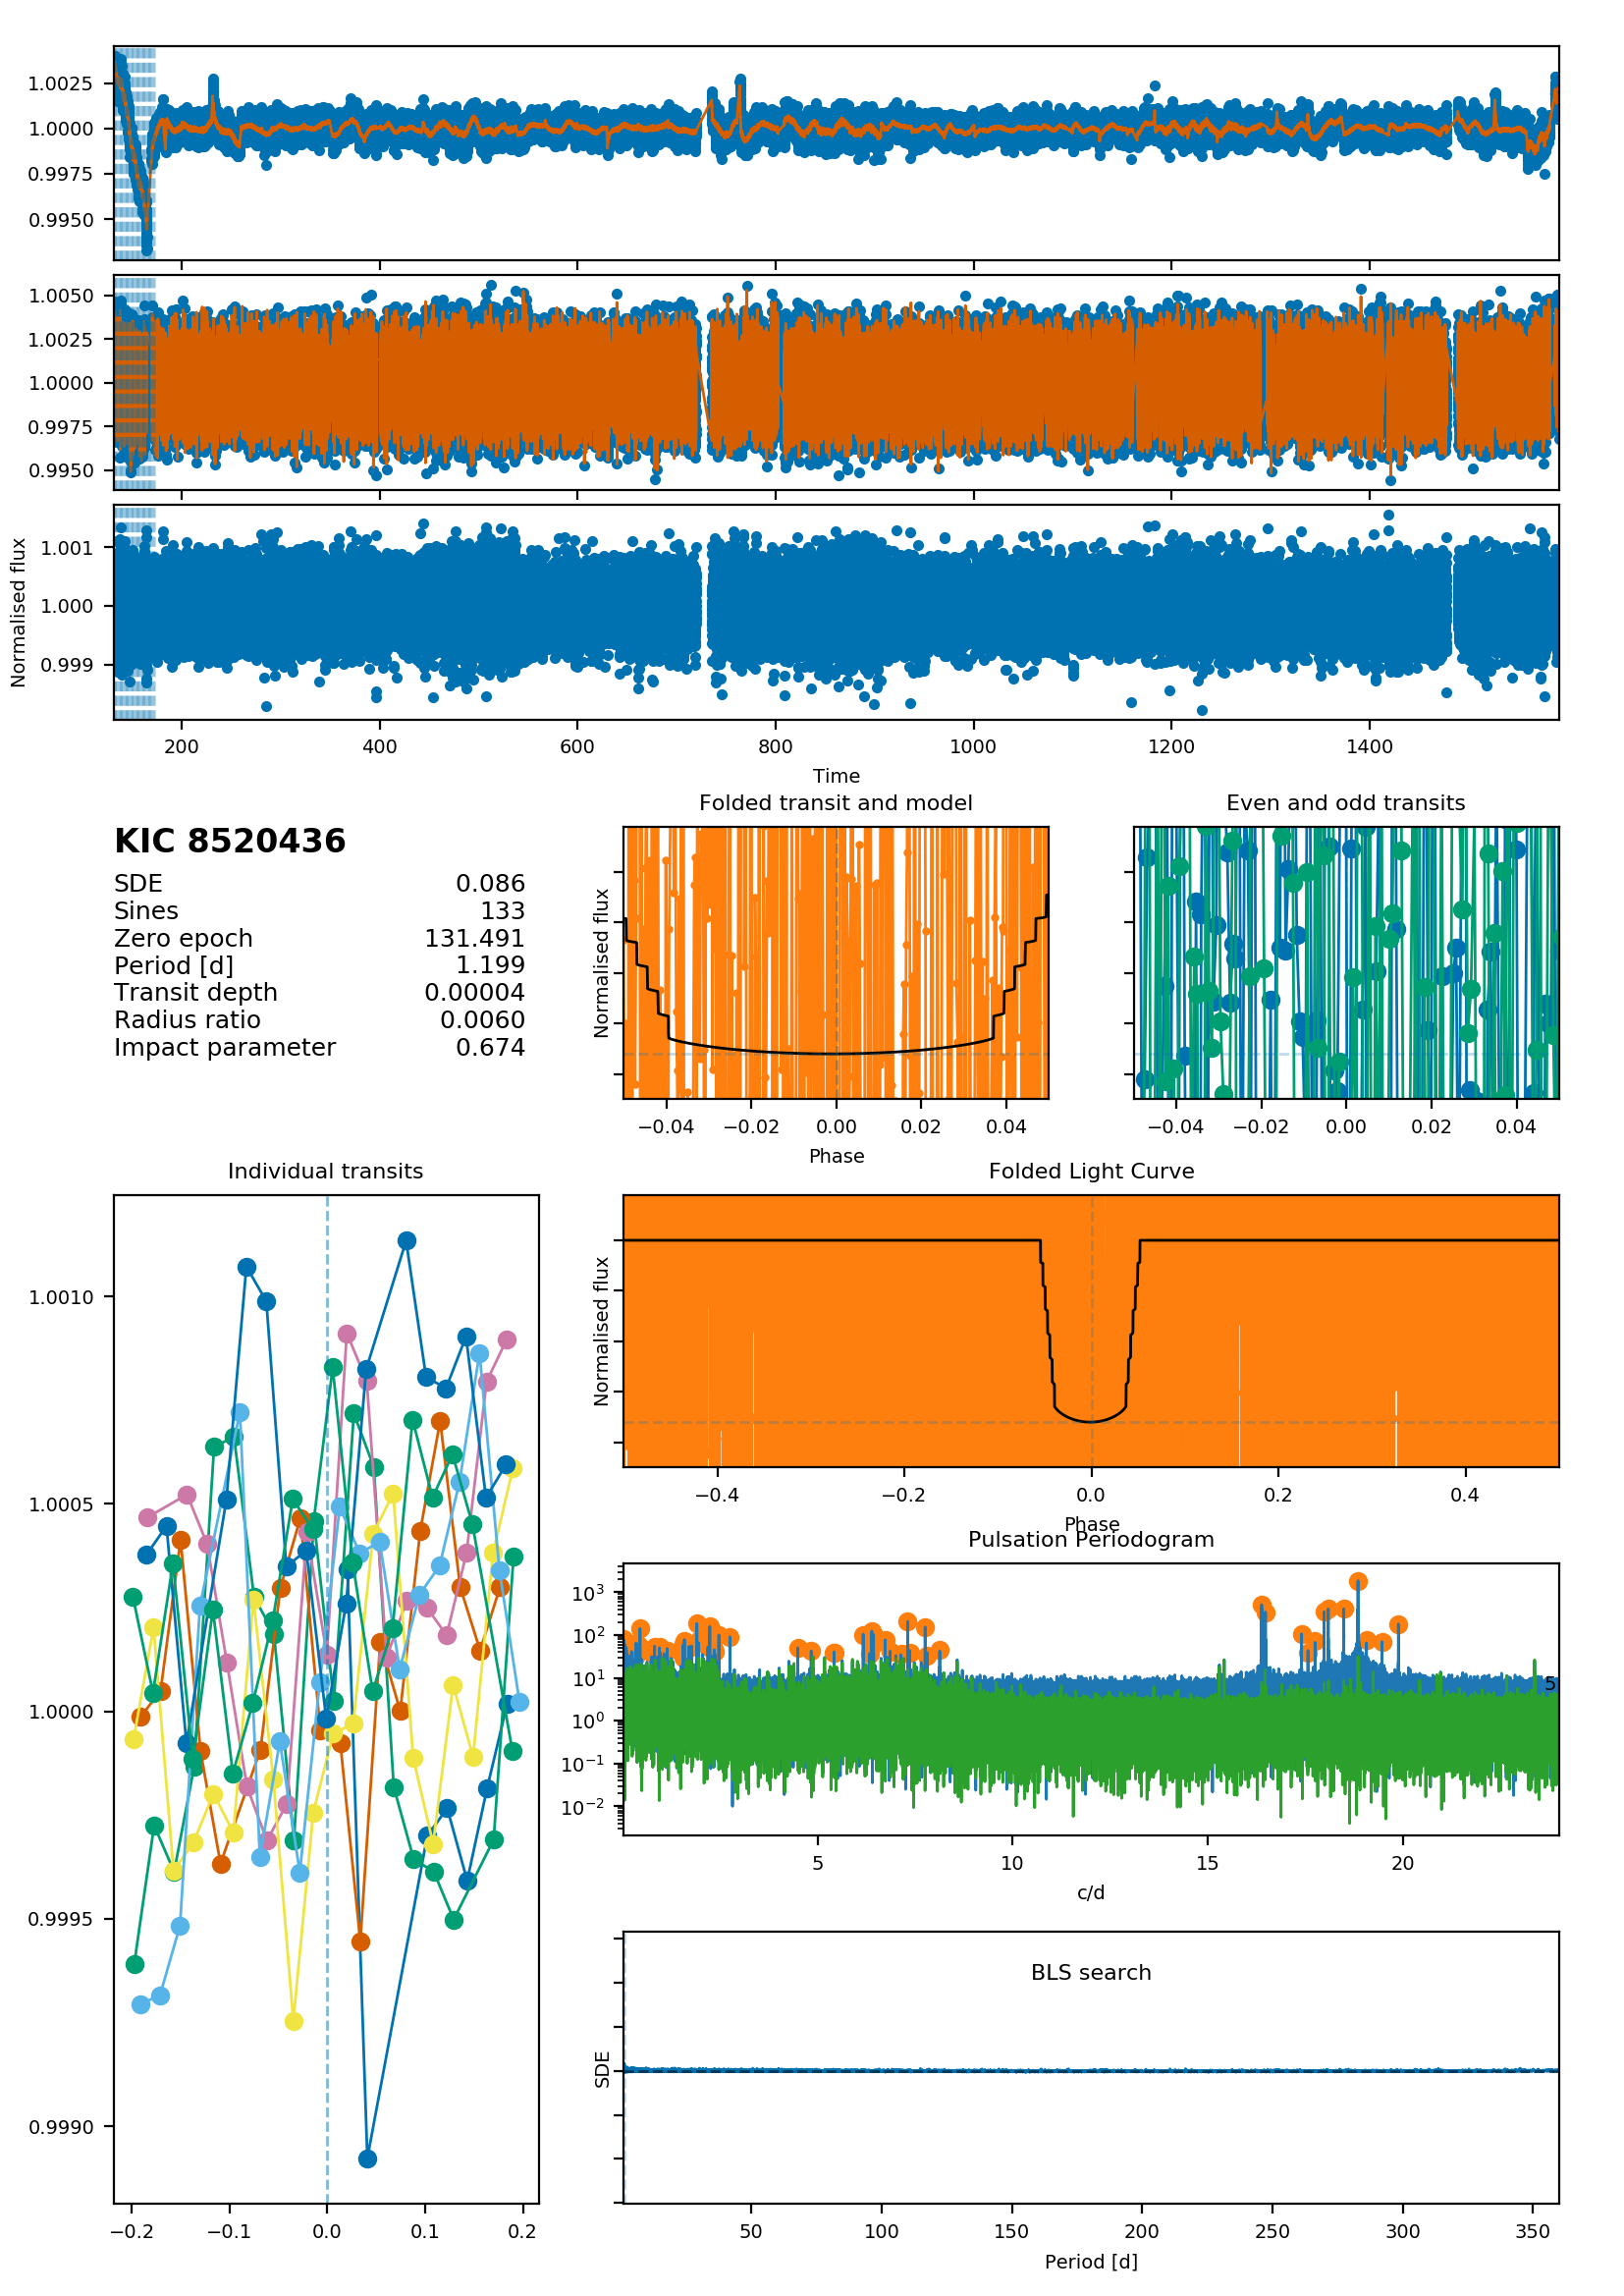 1.0025
1.0000
0.9975
0.9950
1.0050
1.0025
1.0000
0.9975
0.9950
Normalised flux
1.001
1.000
0.999
200 400 600 800 1000 1200 1400
Time
KIC 8520436
SDE 0.086
Sines 133
Zero epoch 131.491
Period [d] 1.199
Transit depth 0.00004
Radius ratio 0.0060
Impact parameter 0.674
Folded transit and model
Normalised flux
−0.04 −0.02 0.00 0.02 0.04
Phase
Even and odd transits
−0.04 −0.02 0.00 0.02 0.04
Individual transits
1.0010
1.0005
1.0000
0.9995
0.9990
−0.2 −0.1 0.0 0.1 0.2
Folded Light Curve
Normalised flux
−0.4 −0.2 0.0 0.2 0.4
Phase
Pulsation Periodogram
10³
10²
10¹
10⁰
10⁻¹
10⁻²
5
5 10 15 20
c/d
BLS search
SDE
50 100 150 200 250 300 350
Period [d]